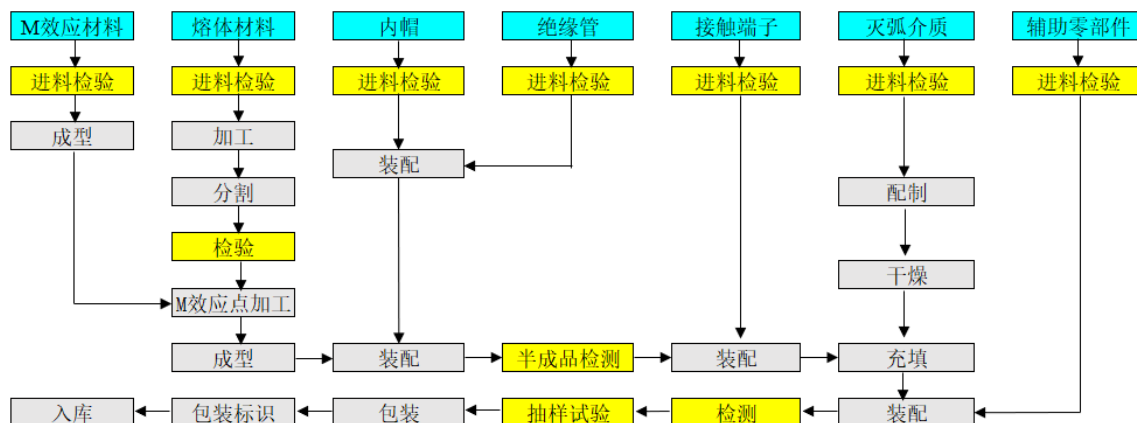 M效应材料 熔体材料 内帽 绝缘管 接触端子 灭弧介质 辅助零部件
进料检验 进料检验 进料检验 进料检验 进料检验 进料检验 进料检验
成型 加工
装配
分割 配制
检验
干燥
M效应点加工
成型 装配 半成品检测 装配 充填
入库 包装标识 包装 抽样试验 检测 装配